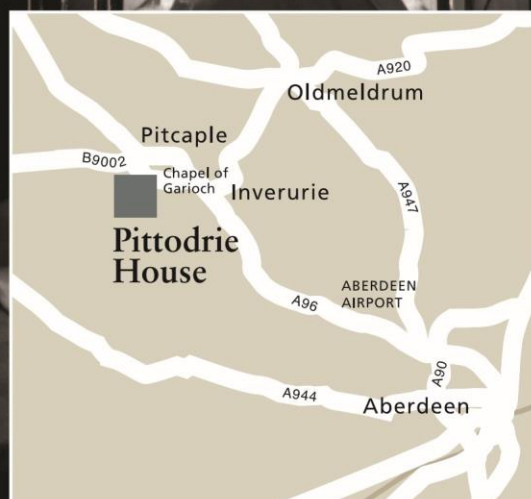 A920
Oldmeldrum
Pitcaple
B9002
Chapel of
Garioch
Inverurie
A947
Pittodrie
House
ABERDEEN
AIRPORT
A96
A90
A944
Aberdeen